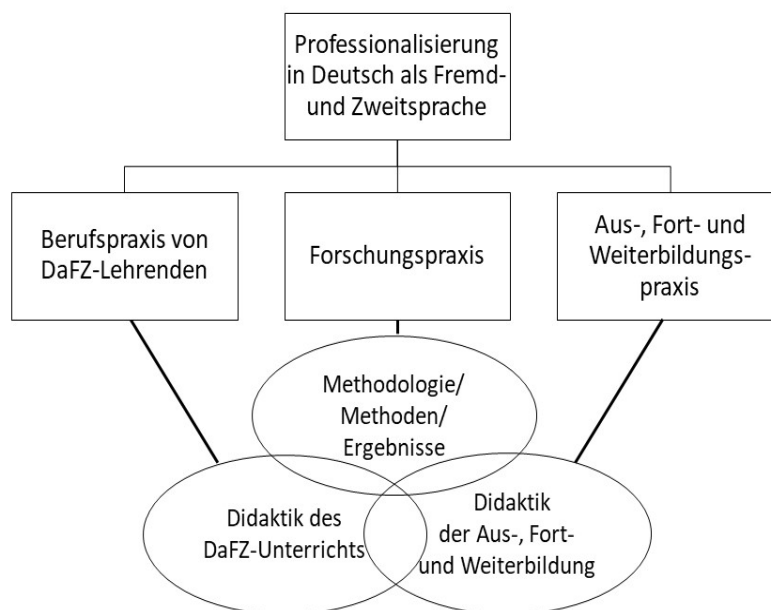 Professionalisierung
in Deutsch als Fremd-
und Zweitsprache
Berufspraxis von
DaFZ-Lehrenden
Forschungspraxis
Aus-, Fort- und
Weiterbildungs-
praxis
Methodologie/
Methoden/
Ergebnisse
Didaktik des
DaFZ-Unterrichts
Didaktik
der Aus-, Fort-
und Weiterbildung